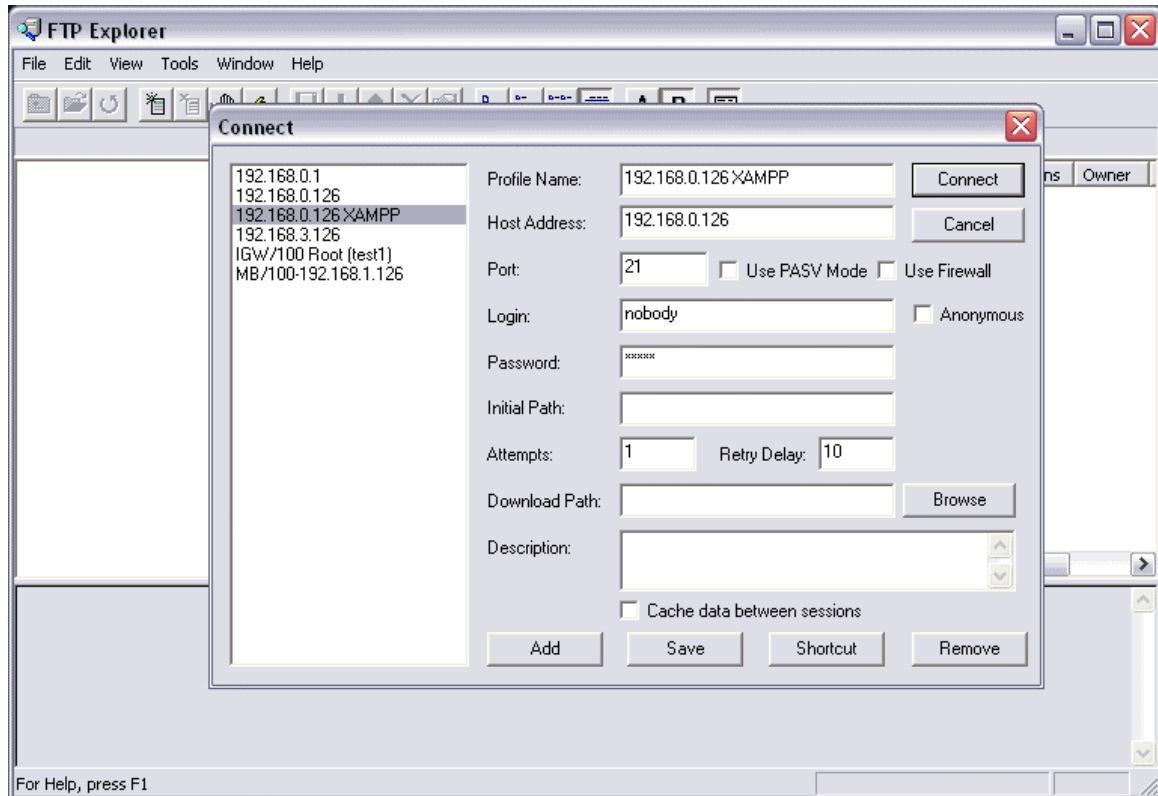 FTP Explorer
File Edit View Tools Window Help
Connect
192.168.0.1
192.168.0.126
192.168.0.126 XAMPP
192.168.3.126
IGW/100 Root (test1)
MB/100-192.168.1.126
Profile Name: 192.168.0.126 XAMPP Connect
Host Address: 192.168.0.126 Cancel
Port: 21 Use PASV Mode Use Firewall
Login: nobody Anonymous
Password: xxxxx
Initial Path:
Attempts: 1 Retry Delay: 10
Download Path: Browse
Description:
Cache data between sessions
Add Save Shortcut Remove
ns Owner
For Help, press F1